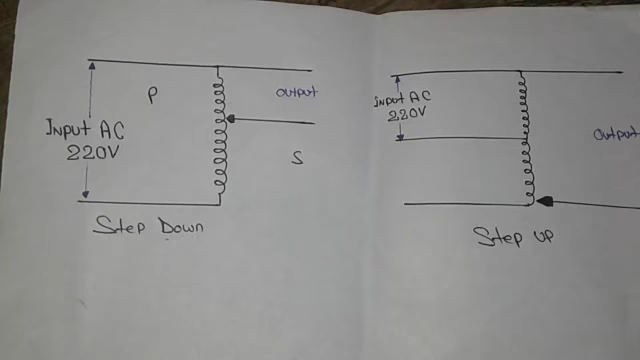 P
Output
Input AC
220V
S
Step Down
Input AC
220V
Output
Step Up